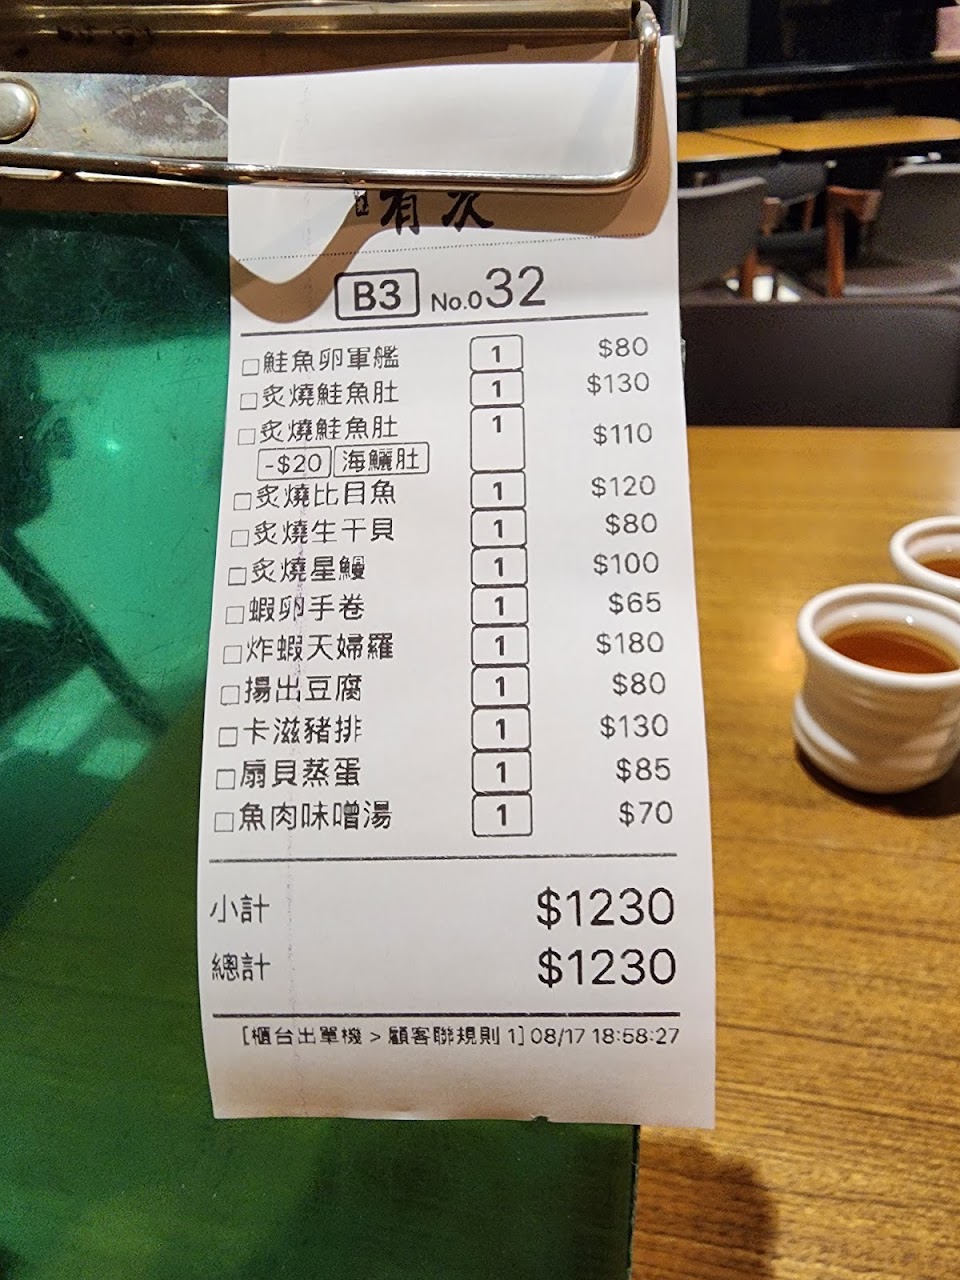 有次
B3 No.032
□鮭魚卵軍艦 1 $80
□炙燒鮭魚肚 1 $130
□炙燒鮭魚肚 1 $110
-$20 海鱺肚
□炙燒比目魚 1 $120
□炙燒生干貝 1 $80
□炙燒星鰻 1 $100
□蝦卵手卷 1 $65
□炸蝦天婦羅 1 $180
□揚出豆腐 1 $80
□卡滋豬排 1 $130
□扇貝蒸蛋 1 $85
□魚肉味噌湯 1 $70
小計 $1230
總計 $1230
[櫃台出單機 > 顧客聯規則 1] 08/17 18:58:27